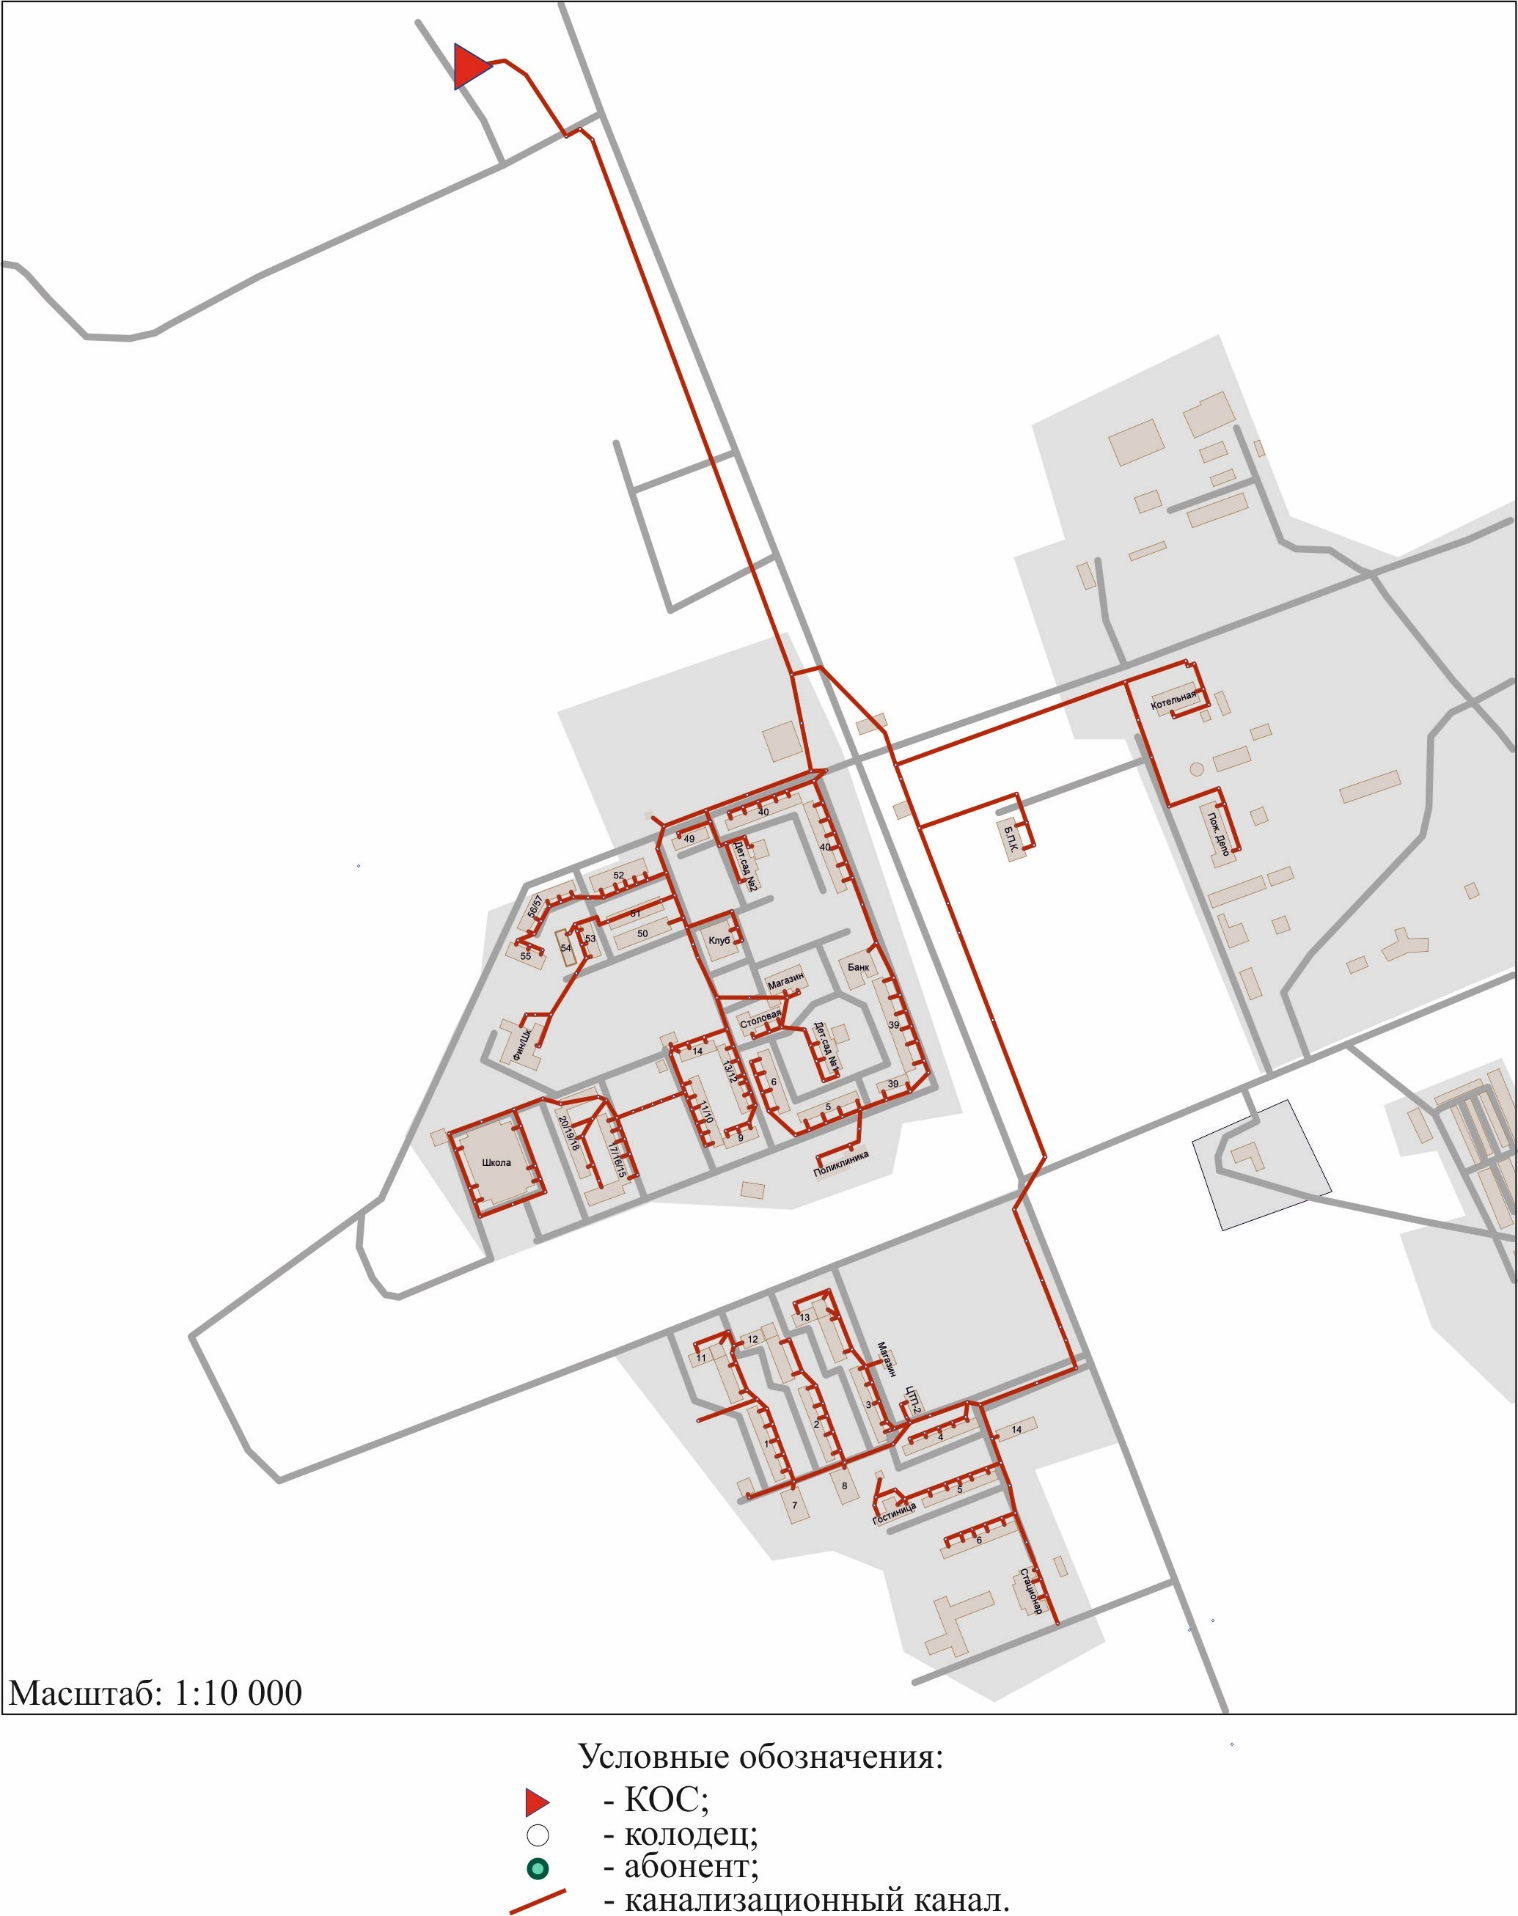 Котельная
Пож. Депо
Б.П.К.
40
49
40
Дет.сад №2
52
56/57
51
50
53
54
55
Клуб
Банк
Магазин
Столовая
39
Дет.сад №1
Фин/Шк
14
13/12
6
39
11/10
5
9
20/19/18
17/16/15
Школа
Поликлиника
13
12
11
Магазин
ЦТП-2
3
2
1
4
14
8
5
7
Гостиница
6
Стационар
Масштаб: 1:10 000
Условные обозначения:
- КОС;
- колодец;
- абонент;
- канализационный канал.